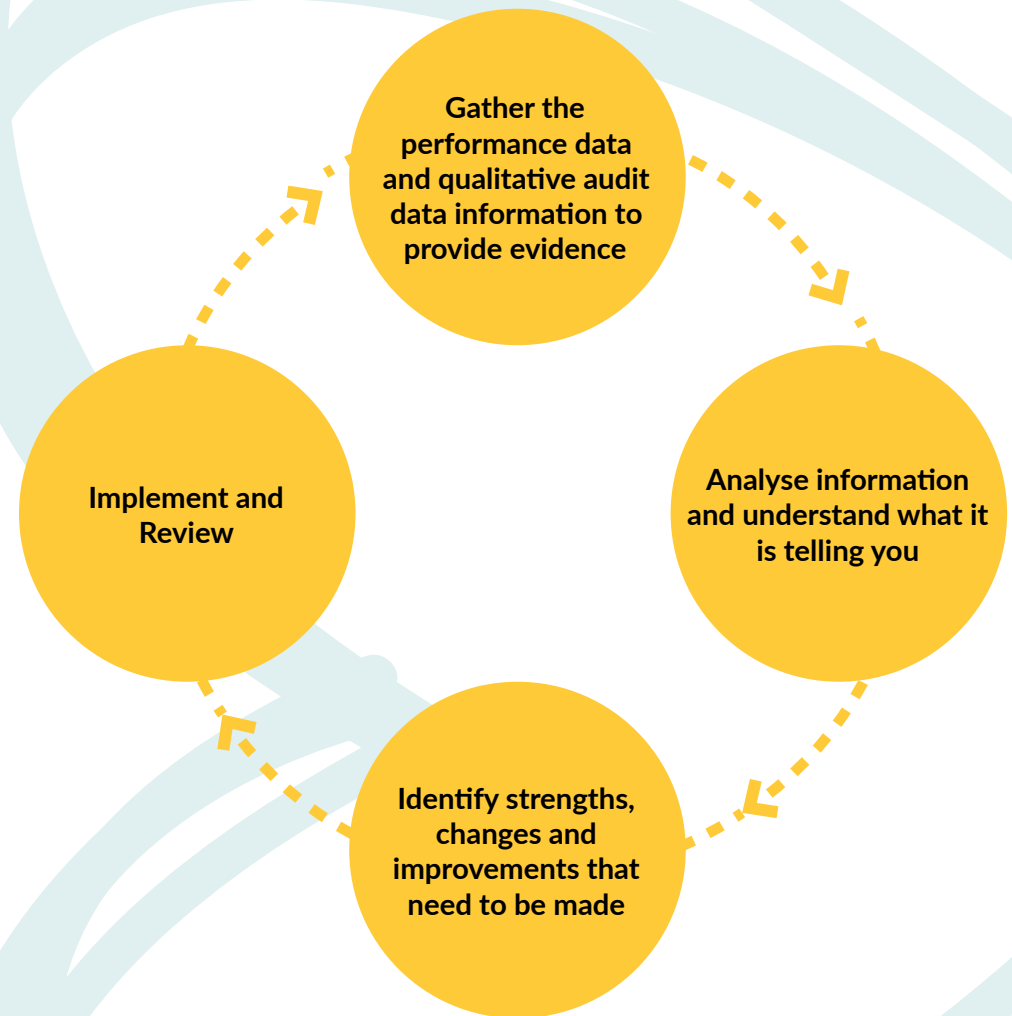 Gather the
performance data
and qualitative audit
data information to
provide evidence
Analyse information
and understand what it
is telling you
Identify strengths,
changes and
improvements that
need to be made
Implement and
Review